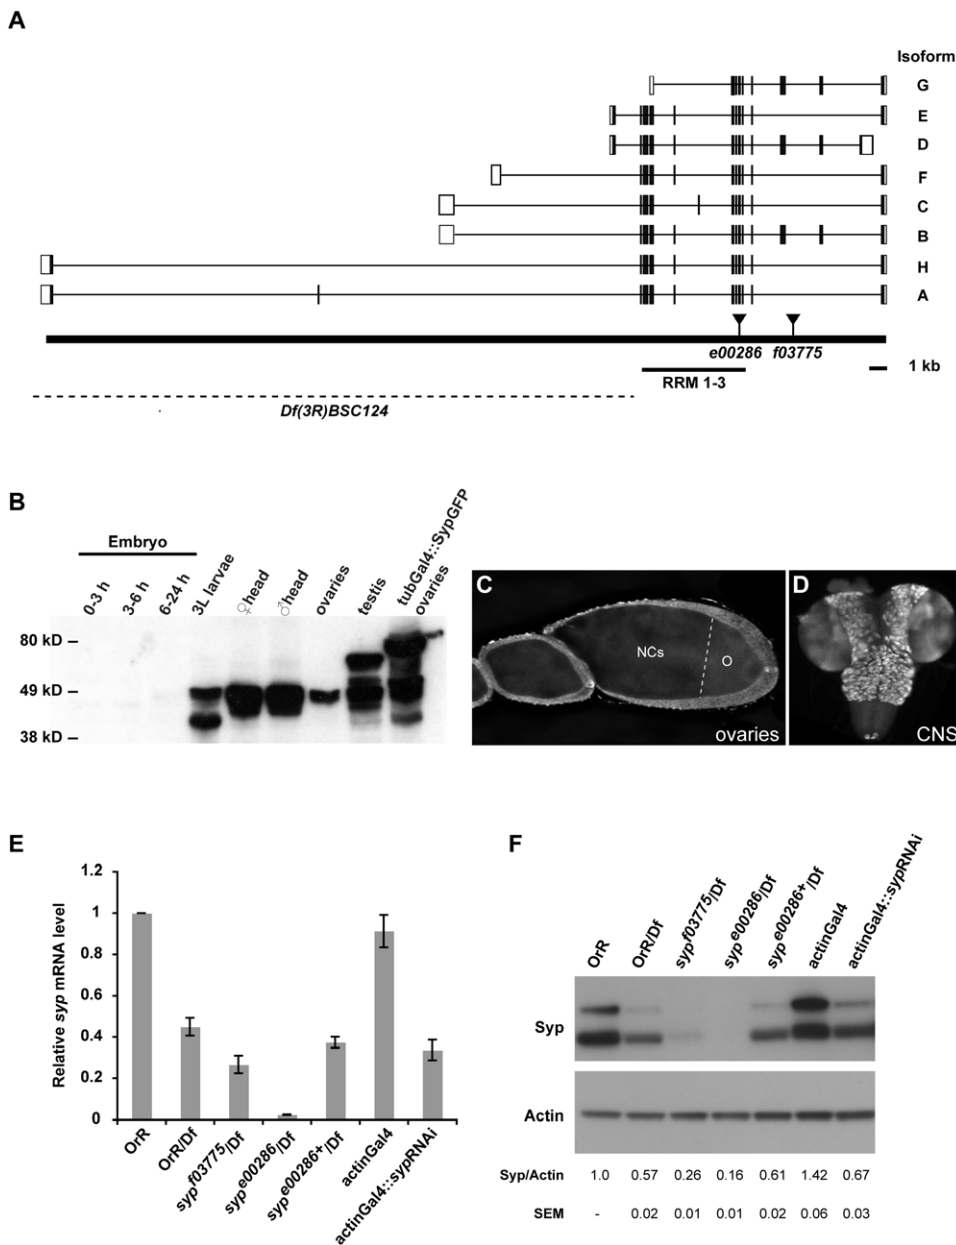 A
Isoform
G
E
D
F
C
B
H
A
e00286 f03775
1 kb
RRM 1-3
Df(3R)BSC124
B
Embryo
0-3 h
3-6 h
6-24 h
3L larvae
♀head
♂head
ovaries
testis
tubGal4::SypGFP
ovaries
80 kD
49 kD
38 kD
C
NCs
O
ovaries
D
CNS
E
Relative syp mRNA level
1.2
1
0.8
0.6
0.4
0.2
0
OrR
OrR/Df
syp f03775/Df
syp e00286/Df
syp e00286+/Df
actinGal4
actinGal4::sypRNAi
F
OrR
OrR/Df
syp f03775/Df
syp e00286/Df
syp e00286+/Df
actinGal4
actinGal4::sypRNAi
Syp
Actin
Syp/Actin 1.0 0.57 0.26 0.16 0.61 1.42 0.67
SEM - 0.02 0.01 0.01 0.02 0.06 0.03